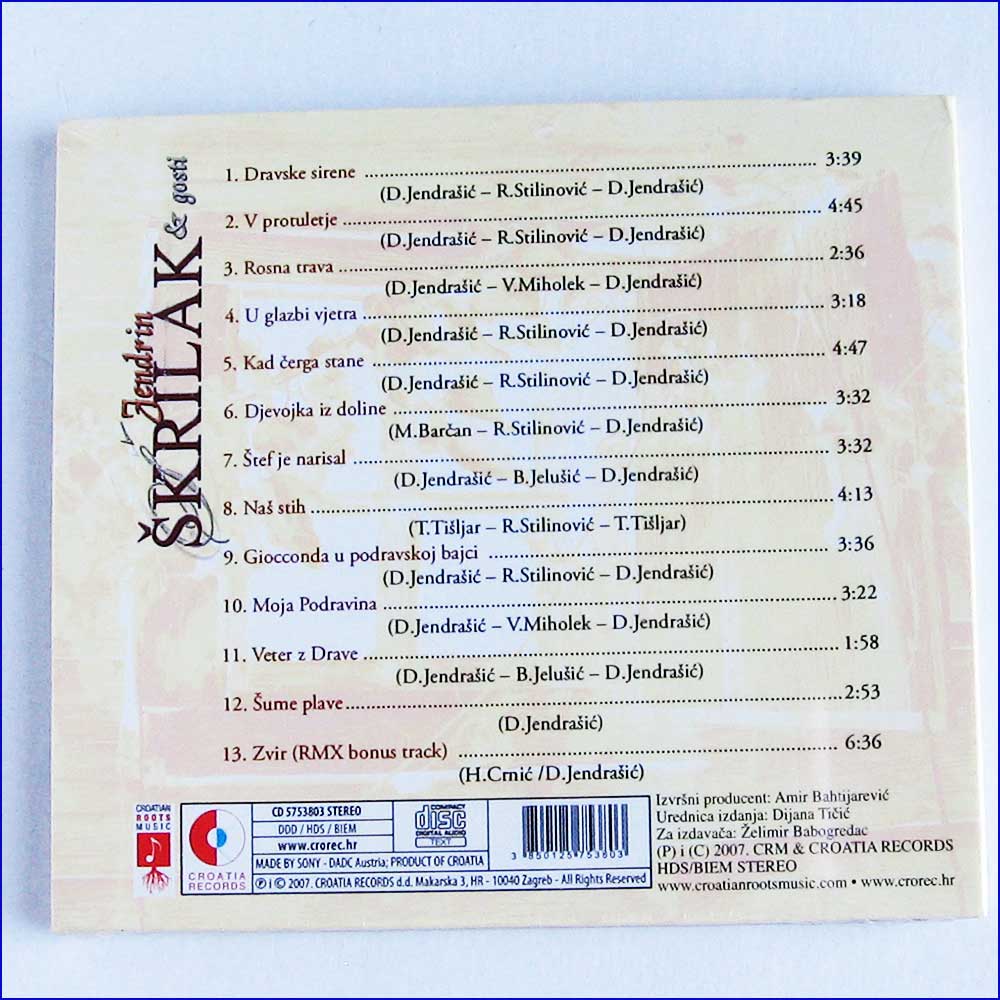 Jendrin
ŠKRILAK & gosti
1. Dravske sirene ........ 3:39
(D.Jendrašić – R.Stilinović – D.Jendrašić)
2. V protuletje ........ 4:45
(D.Jendrašić – R.Stilinović – D.Jendrašić)
3. Rosna trava ........ 2:36
(D.Jendrašić – V.Miholek – D.Jendrašić)
4. U glazbi vjetra ........ 3:18
(D.Jendrašić – R.Stilinović – D.Jendrašić)
5. Kad čerga stane ........ 4:47
(D.Jendrašić – R.Stilinović – D.Jendrašić)
6. Djevojka iz doline ........ 3:32
(M.Barčan – R.Stilinović – D.Jendrašić)
7. Štef je narisal ........ 3:32
(D.Jendrašić – B.Jelušić – D.Jendrašić)
8. Naš stih ........ 4:13
(T.Tišljar – R.Stilinović – T.Tišljar)
9. Giocconda u podravskoj bajci ........ 3:36
(D.Jendrašić – R.Stilinović – D.Jendrašić)
10. Moja Podravina ........ 3:22
(D.Jendrašić – V.Miholek – D.Jendrašić)
11. Veter z Drave ........ 1:58
(D.Jendrašić – B.Jelušić – D.Jendrašić)
12. Šume plave ........ 2:53
(D.Jendrašić)
13. Zvir (RMX bonus track) ........ 6:36
(H.Crnić /D.Jendrašić)
CROATIAN
ROOTS
MUSIC
CROATIA
RECORDS
CD 5753803 STEREO
DDD / HDS / BIEM
www.crorec.hr
MADE BY SONY - DADC Austria; PRODUCT OF CROATIA
COMPACT
disc
DIGITAL AUDIO
TEXT
3 850125 753803
Ⓟ i © 2007. CROATIA RECORDS d.d. Makarska 3, HR - 10040 Zagreb - All Rights Reserved
Izvršni producent: Amir Bahtijarević
Urednica izdanja: Dijana Tičić
Za izdavača: Želimir Babogredac
(P) i (C) 2007. CRM & CROATIA RECORDS
HDS/BIEM STEREO
www.croatianrootsmusic.com • www.crorec.hr